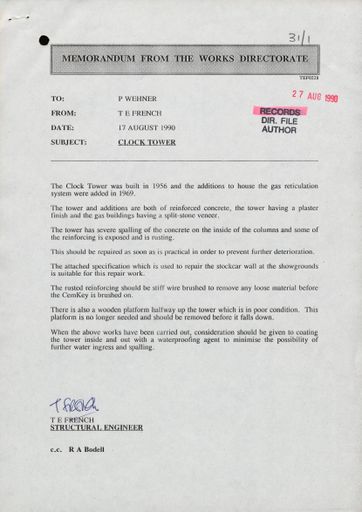 31/1
MEMORANDUM FROM THE WORKS DIRECTORATE
27 AUG 1990
TO: P WEHNER
RECORDS
FROM: T E FRENCH
DIR. FILE
DATE: 17 AUGUST 1990
AUTHOR
SUBJECT: CLOCK TOWER
The Clock Tower was built in 1956 and the additions to house the gas reticulation
system were added in 1969.
The tower and additions are both of reinforced concrete, the tower having a plaster
finish and the gas buildings having a split-stone veneer.
The tower has severe spalling of the concrete on the inside of the columns and some of
the reinforcing is exposed and is rusting.
This should be repaired as soon as is practical in order to prevent further deterioration.
The attached specification which is used to repair the stockcar wall at the showgrounds
is suitable for this repair work.
The rusted reinforcing should be stiff wire brushed to remove any loose material before
the CemKey is brushed on.
There is also a wooden platform halfway up the tower which is in poor condition. This
platform is no longer needed and should be removed before it falls down.
When the above works have been carried out, consideration should be given to coating
the tower inside and out with a waterproofing agent to minimise the possibility of
further water ingress and spalling.
T French
T E FRENCH
STRUCTURAL ENGINEER
c.c. R A Bodell